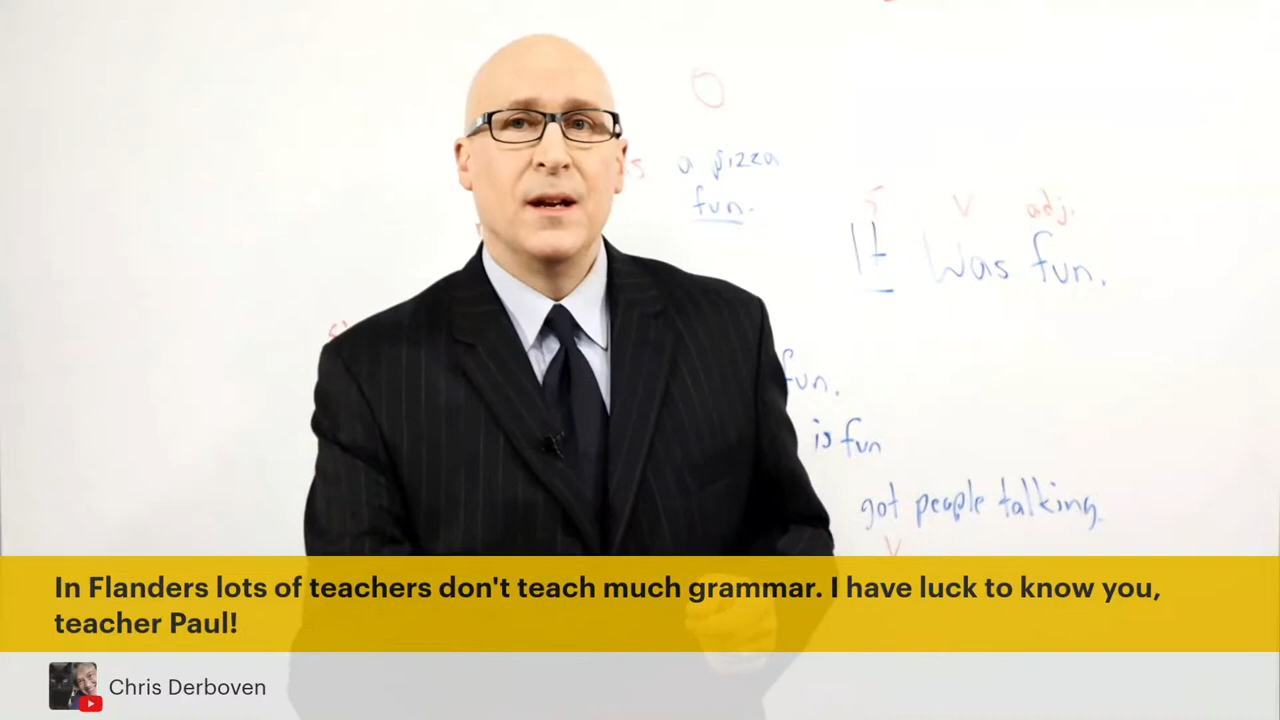 O
s a pizza
fun.
S V adj.
It was fun.
fun.
is fun
got people talking.
V
In Flanders lots of teachers don't teach much grammar. I have luck to know you,
teacher Paul!
Chris Derboven